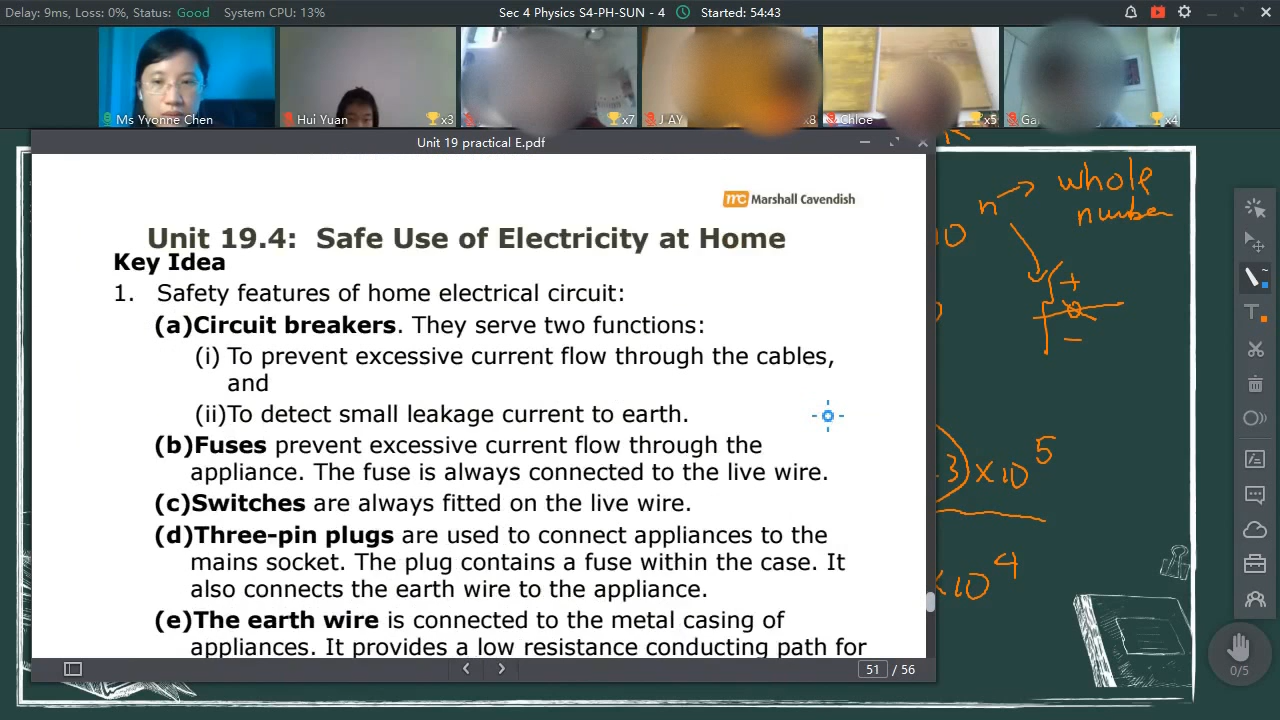 Delay: 9ms, Loss: 0%, Status: Good System CPU: 13% Sec 4 Physics S4-PH-SUN - 4 Started: 54:43
Ms Yvonne Chen
Hui Yuan
x3
x7
J AY
x8
Chloe
x5
x4
Unit 19 practical E.pdf
mc Marshall Cavendish
Unit 19.4: Safe Use of Electricity at Home
Key Idea
1. Safety features of home electrical circuit:
(a)Circuit breakers. They serve two functions:
(i) To prevent excessive current flow through the cables,
and
(ii)To detect small leakage current to earth.
(b)Fuses prevent excessive current flow through the
appliance. The fuse is always connected to the live wire.
(c)Switches are always fitted on the live wire.
(d)Three-pin plugs are used to connect appliances to the
mains socket. The plug contains a fuse within the case. It
also connects the earth wire to the appliance.
(e)The earth wire is connected to the metal casing of
appliances. It provides a low resistance conducting path for
51 / 56
10 n → whole
number
+
0
−
3)×10^5
×10^4
T
0/5